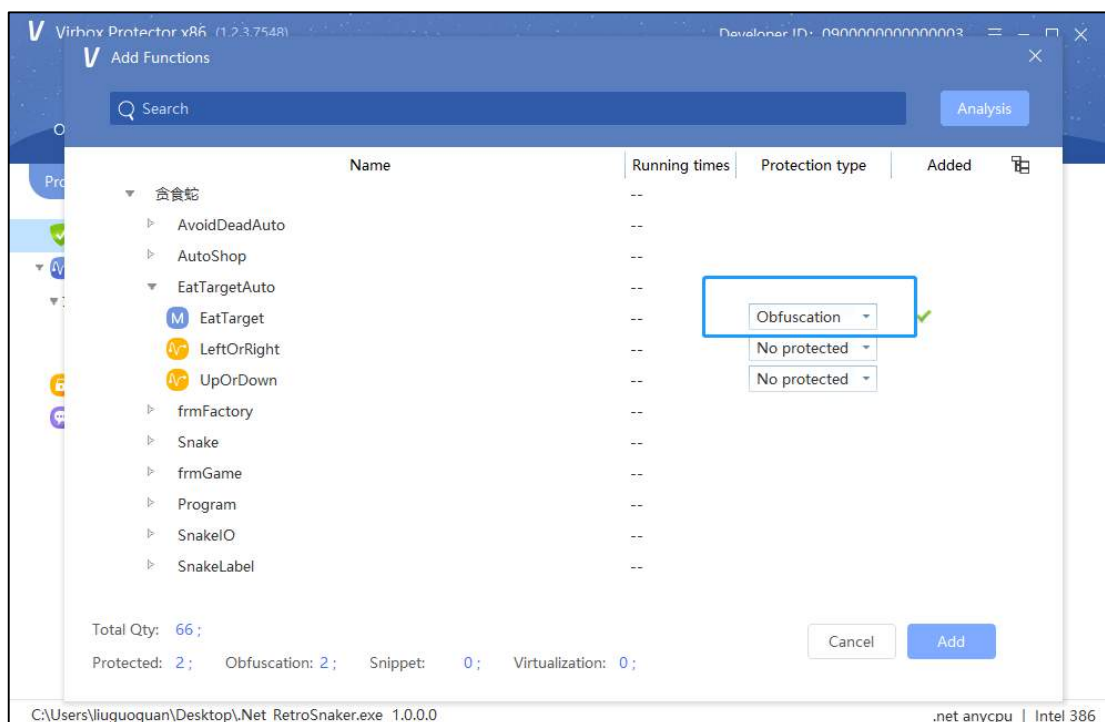 V Virbox Protector x86 (1.2.3.7548) Developer ID: 0900000000000003
V Add Functions
Search Analysis
Name Running times Protection type Added
贪食蛇 --
AvoidDeadAuto --
AutoShop --
EatTargetAuto --
M EatTarget -- Obfuscation
LeftOrRight -- No protected
UpOrDown -- No protected
frmFactory --
Snake --
frmGame --
Program --
SnakeIO --
SnakeLabel --
Total Qty: 66 ;
Cancel Add
Protected: 2 ; Obfuscation: 2 ; Snippet: 0 ; Virtualization: 0 ;
C:\Users\liuguoquan\Desktop\.Net RetroSnaker.exe 1.0.0.0 .net anycpu | Intel 386